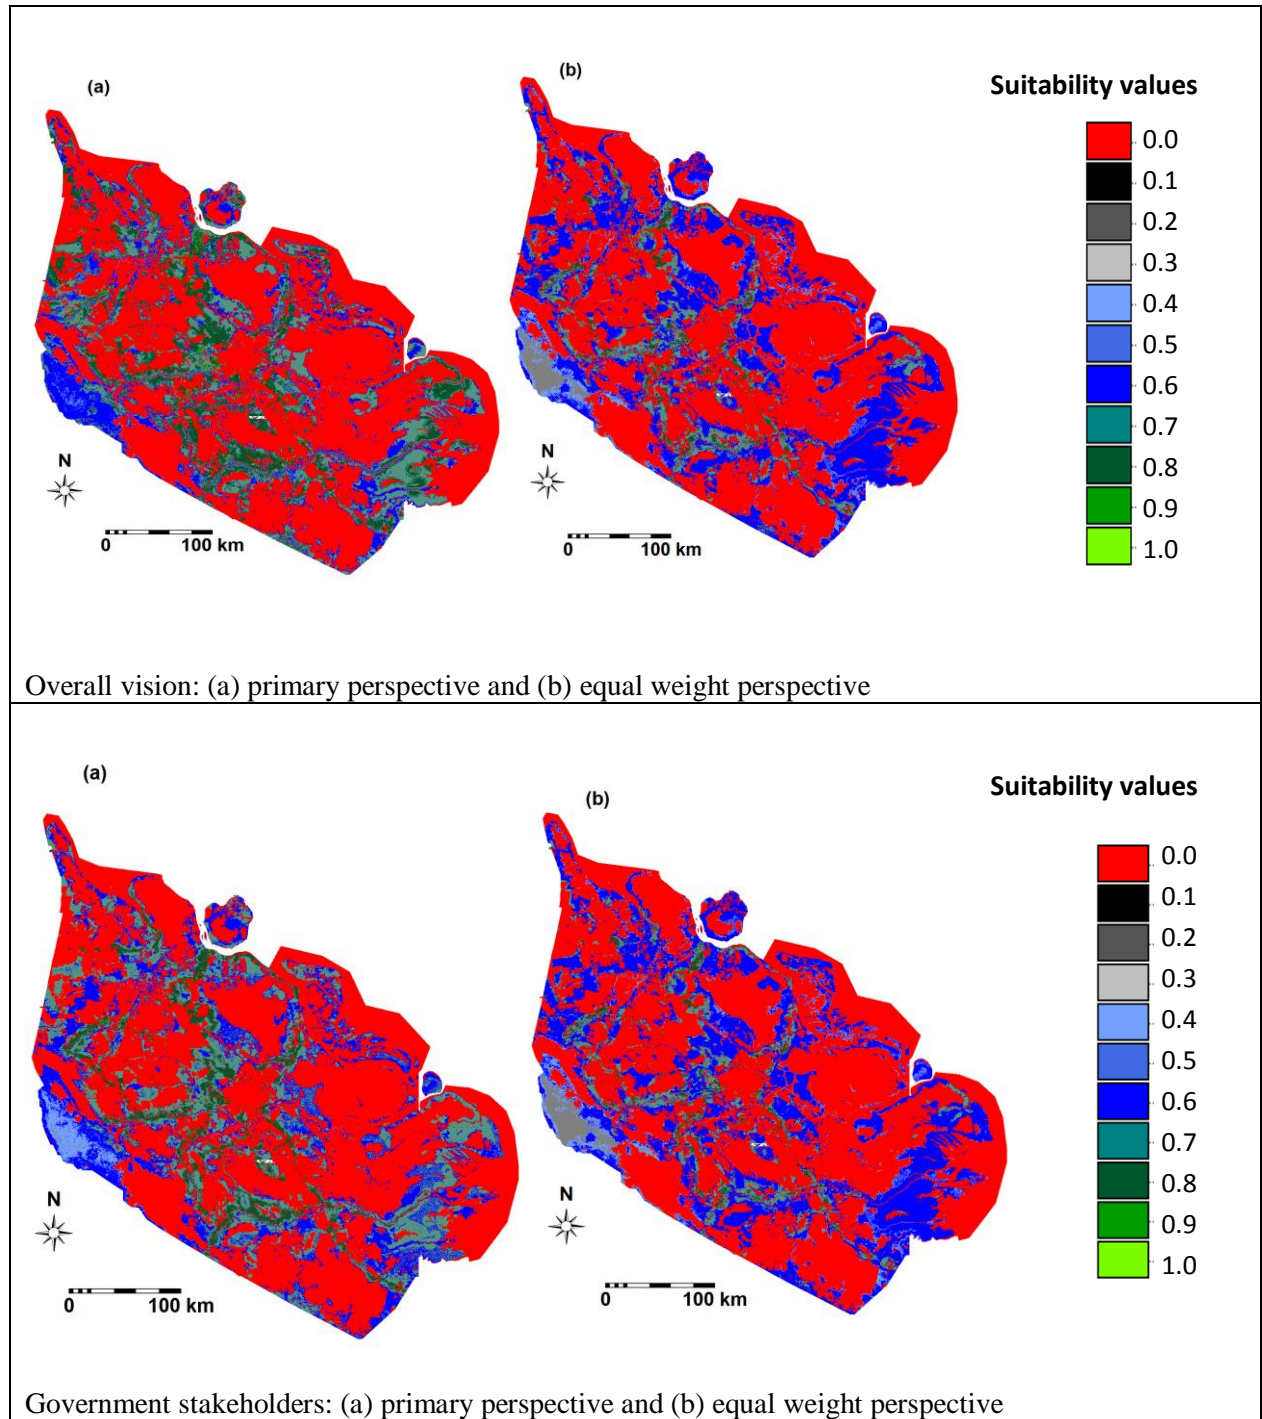 (a)
(b)
Suitability values
0.0
0.1
0.2
0.3
0.4
0.5
0.6
0.7
0.8
0.9
1.0
N
0 100 km
N
0 100 km
Overall vision: (a) primary perspective and (b) equal weight perspective
(a)
(b)
Suitability values
0.0
0.1
0.2
0.3
0.4
0.5
0.6
0.7
0.8
0.9
1.0
N
0 100 km
N
0 100 km
Government stakeholders: (a) primary perspective and (b) equal weight perspective